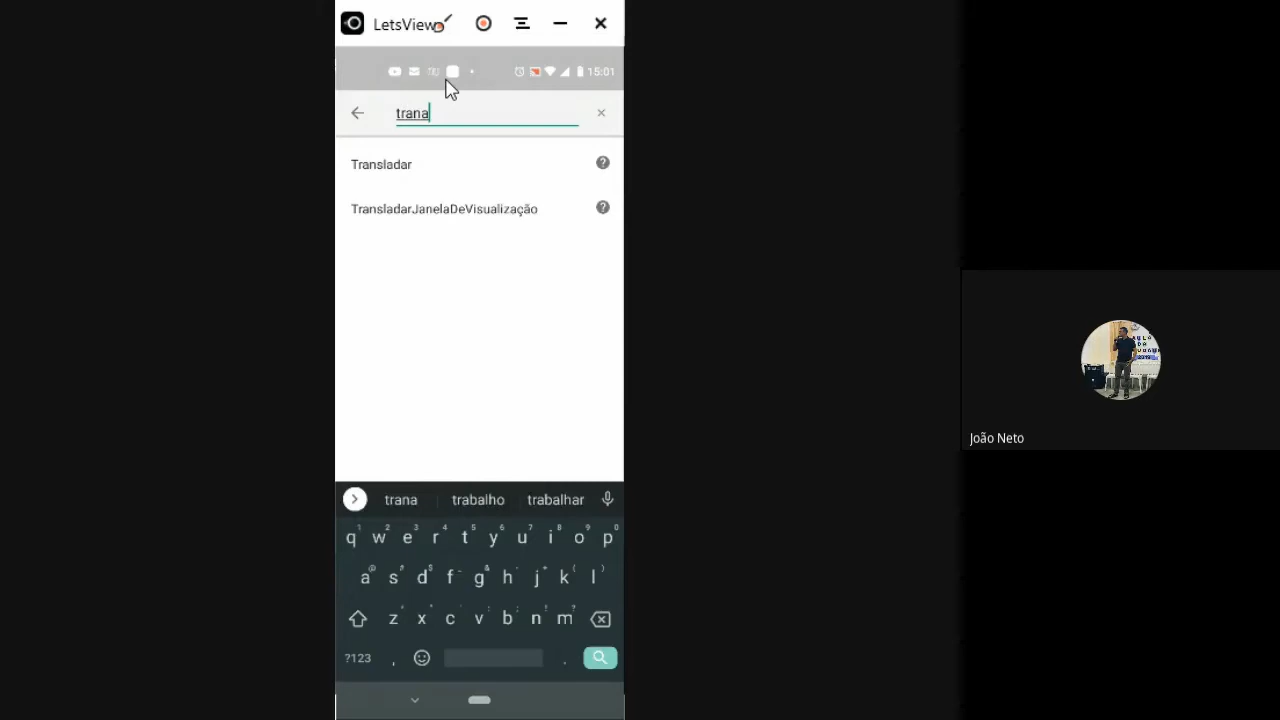 LetsView
15:01
trana
Transladar
TransladarJanelaDeVisualização
trana trabalho trabalhar
q w e r t y u i o p
a s d f g h j k l
z x c v b n m
?123 , .
João Neto